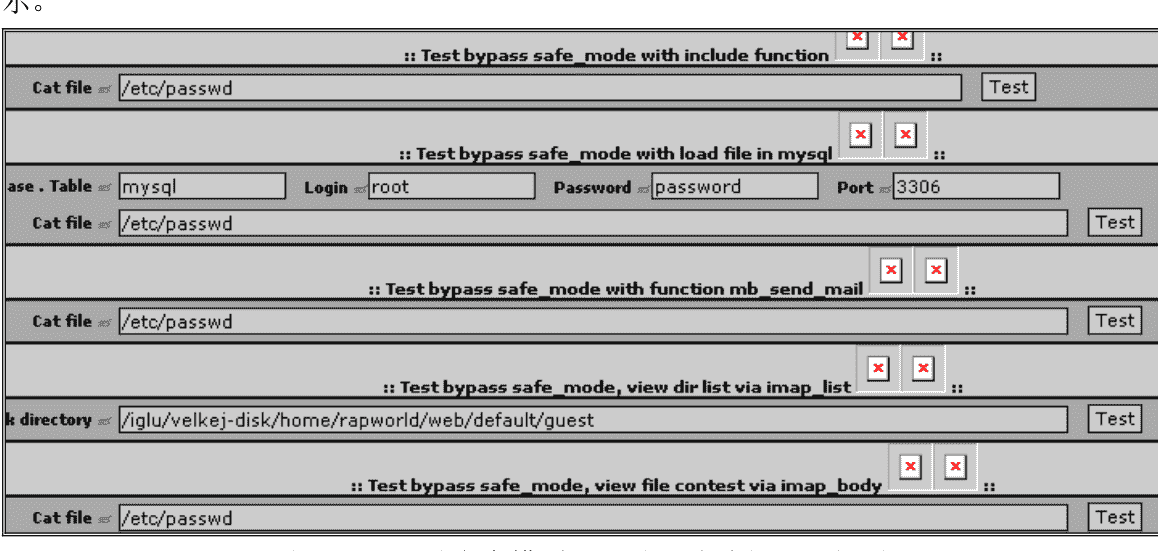 示。
:: Test bypass safe_mode with include function ::
Cat file /etc/passwd Test
:: Test bypass safe_mode with load file in mysql ::
ase . Table mysql Login root Password password Port 3306
Cat file /etc/passwd Test
:: Test bypass safe_mode with function mb_send_mail ::
Cat file /etc/passwd Test
:: Test bypass safe_mode, view dir list via imap_list ::
k directory /iglu/velkej-disk/home/rapworld/web/default/guest Test
:: Test bypass safe_mode, view file contest via imap_body ::
Cat file /etc/passwd Test